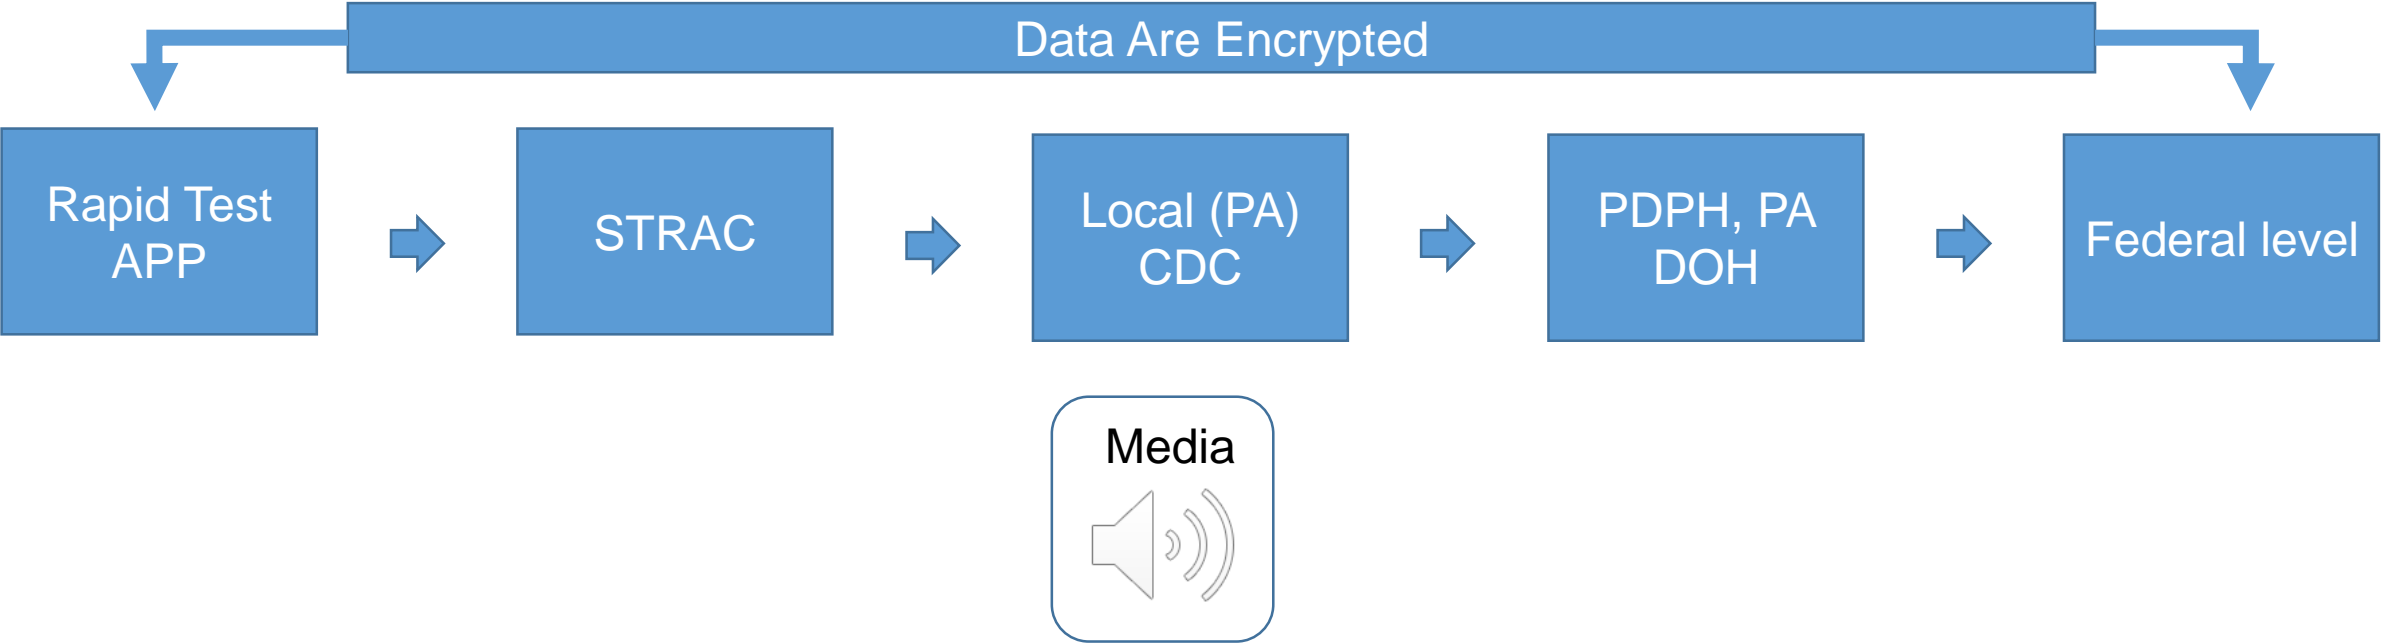 Data Are Encrypted
Rapid Test
APP
STRAC
Local (PA)
CDC
PDPH, PA
DOH
Federal level
Media